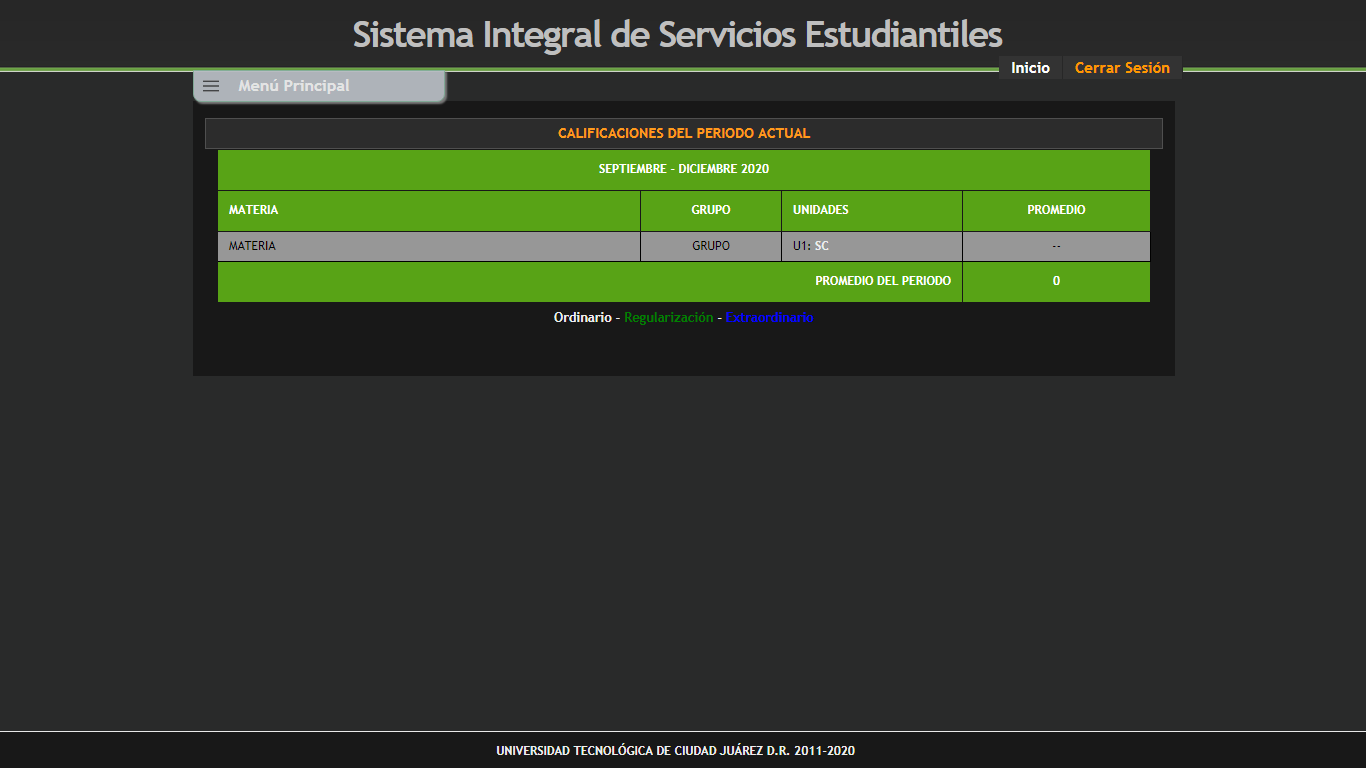 Sistema Integral de Servicios Estudiantiles
Inicio Cerrar Sesión
Menú Principal
CALIFICACIONES DEL PERIODO ACTUAL
SEPTIEMBRE - DICIEMBRE 2020
MATERIA GRUPO UNIDADES PROMEDIO
MATERIA GRUPO U1: SC --
PROMEDIO DEL PERIODO 0
Ordinario - Regularización - Extraordinario
UNIVERSIDAD TECNOLÓGICA DE CIUDAD JUÁREZ D.R. 2011-2020